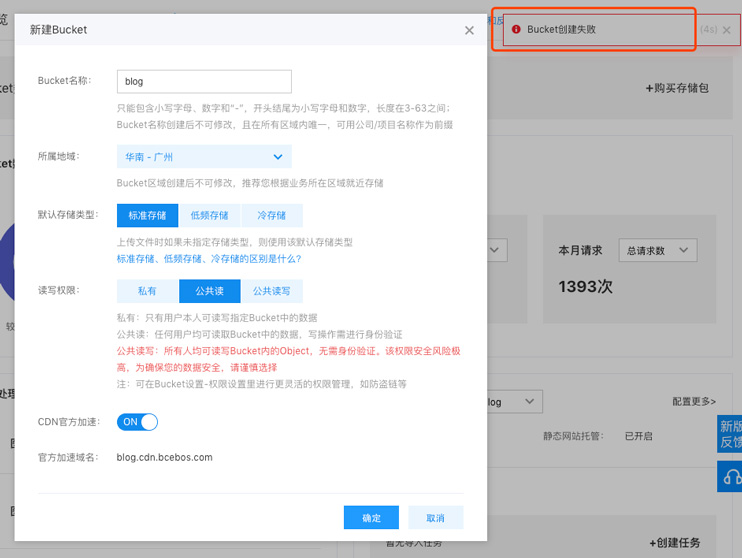 新建Bucket
Bucket创建失败
(4s)
Bucket名称：
blog
+购买存储包
只能包含小写字母、数字和“-”，开头结尾为小写字母和数字，长度在3-63之间；
Bucket名称创建后不可修改，且在所有区域内唯一，可用公司/项目名称作为前缀
所属地域：
华南 - 广州
Bucket区域创建后不可修改，推荐您根据业务所在区域就近存储
默认存储类型：
标准存储
低频存储
冷存储
上传文件时如果未指定存储类型，则使用该默认存储类型
本月请求
总请求数
标准存储、低频存储、冷存储的区别是什么?
1393次
读写权限：
私有
公共读
公共读写
私有：只有用户本人可读写指定Bucket中的数据
公共读：任何用户均可读取Bucket中的数据，写操作需进行身份验证
公共读写：所有人均可读写Bucket内的Object，无需身份验证。该权限安全风险极
高，为确保您的数据安全，请谨慎选择
注：可在Bucket设置-权限设置里进行更灵活的权限管理，如防盗链等
log
配置更多>
CDN官方加速：
ON
静态网站托管：
已开启
新版
反馈
官方加速域名：
blog.cdn.bcebos.com
确定
取消
暂无导入任务
+创建任务